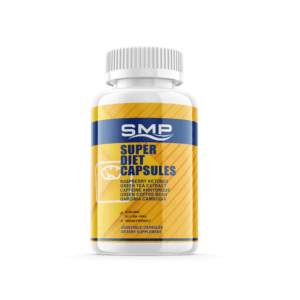 SMP
SUPER
DIET
CAPSULES
RASPBERRY KETONES
GREEN TEA EXTRACT
CAFFEINE ANHYDROUS
GREEN COFFEE BEAN
GARCINIA CAMBOGIA
VEGETABLE CAPSULES
DIETARY SUPPLEMENT